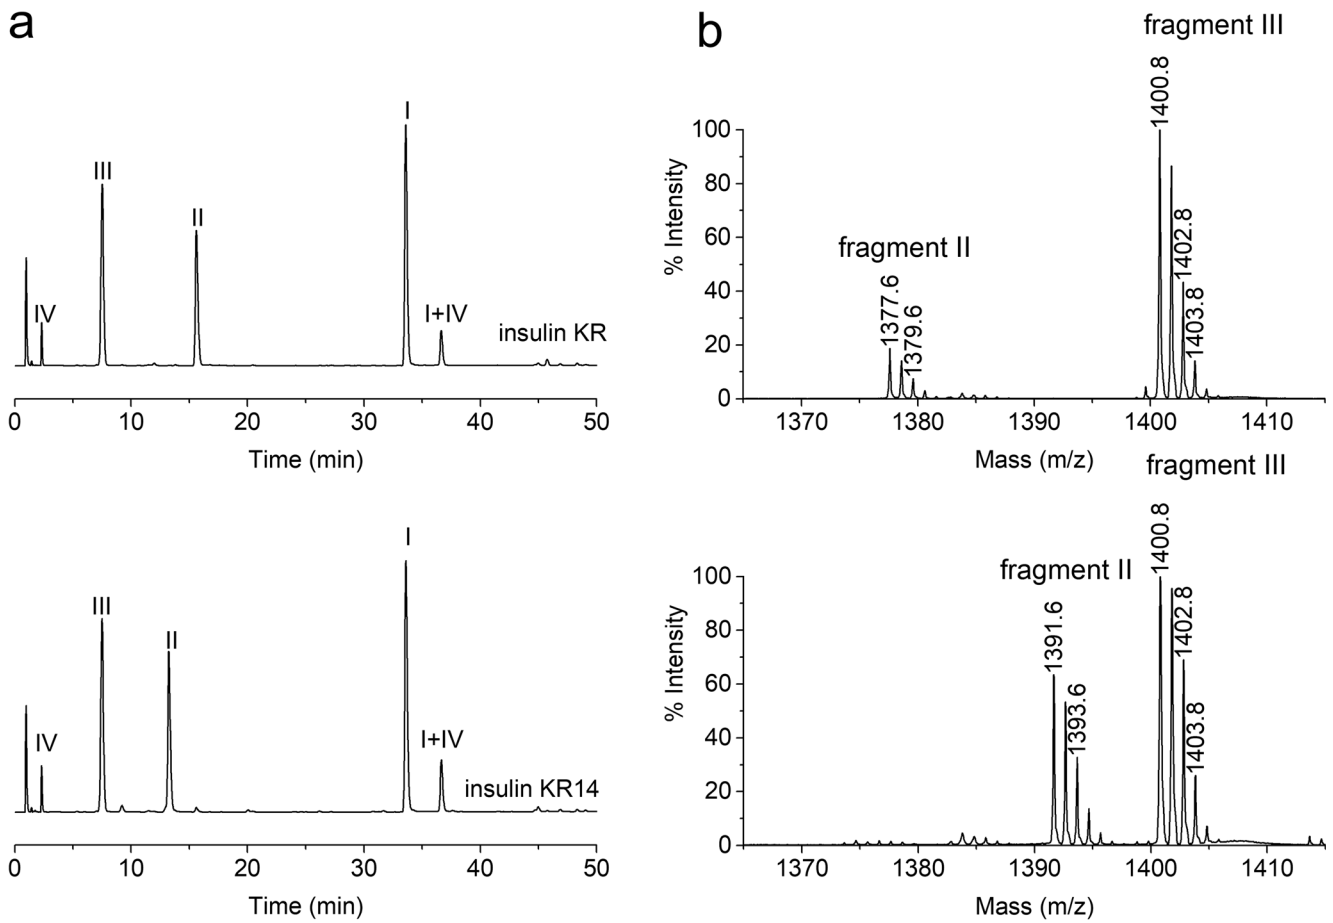 a
III
II
I
IV
I+IV
insulin KR
0 10 20 30 40 50
Time (min)
I
III
II
IV
I+IV
insulin KR14
0 10 20 30 40 50
Time (min)
b
fragment III
1400.8
100
80
60
40
20
0
% Intensity
fragment II
1377.6
1379.6
1402.8
1403.8
1370 1380 1390 1400 1410
Mass (m/z)
fragment III
1400.8
fragment II
100
80
60
40
20
0
% Intensity
1391.6
1393.6
1402.8
1403.8
1370 1380 1390 1400 1410
Mass (m/z)